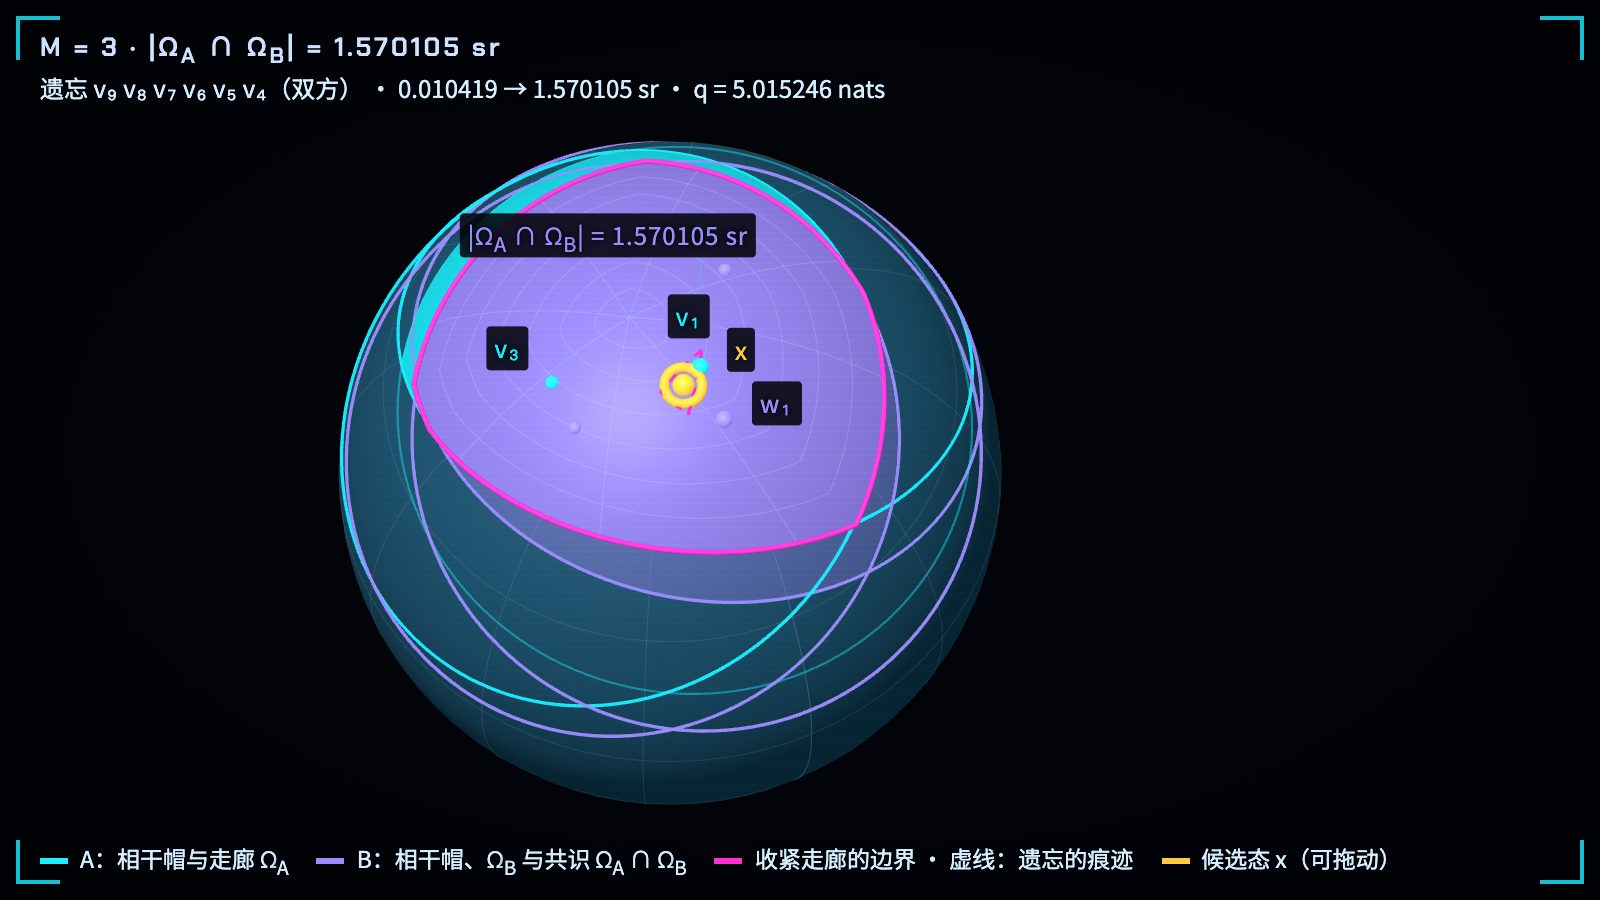 M = 3 · |Ω_A ∩ Ω_B| = 1.570105 sr
遗忘 v₉ v₈ v₇ v₆ v₅ v₄（双方） • 0.010419 → 1.570105 sr • q = 5.015246 nats
|Ω_A ∩ Ω_B| = 1.570105 sr
v₁
v₃
x
w₁
A：相干帽与走廊 Ω_A
B：相干帽、Ω_B 与共识 Ω_A ∩ Ω_B
收紧走廊的边界 • 虚线：遗忘的痕迹
候选态 x（可拖动）